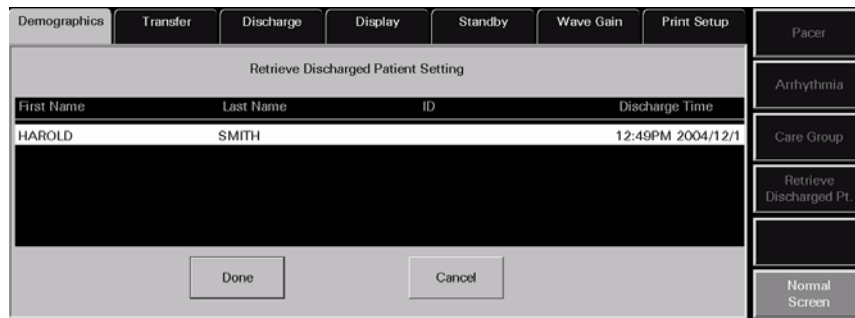 Demographics Transfer Discharge Display Standby Wave Gain Print Setup
Pacer
Retrieve Discharged Patient Setting
Arrhythmia
First Name Last Name ID Discharge Time
HAROLD SMITH 12:49PM 2004/12/1
Care Group
Retrieve
Discharged Pt.
Done Cancel
Normal
Screen